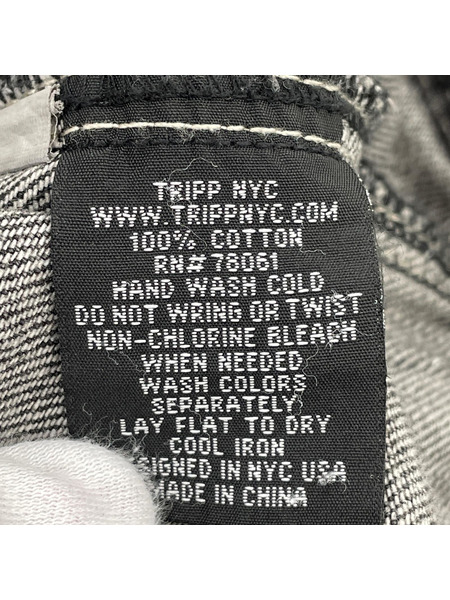 TRIPP NYC
WWW.TRIPPNYC.COM
100% COTTON
RN# 78061
HAND WASH COLD
DO NOT WRING OR TWIST
NON-CHLORINE BLEACH
WHEN NEEDED
WASH COLORS
SEPARATELY
LAY FLAT TO DRY
COOL IRON
SIGNED IN NYC USA
MADE IN CHINA